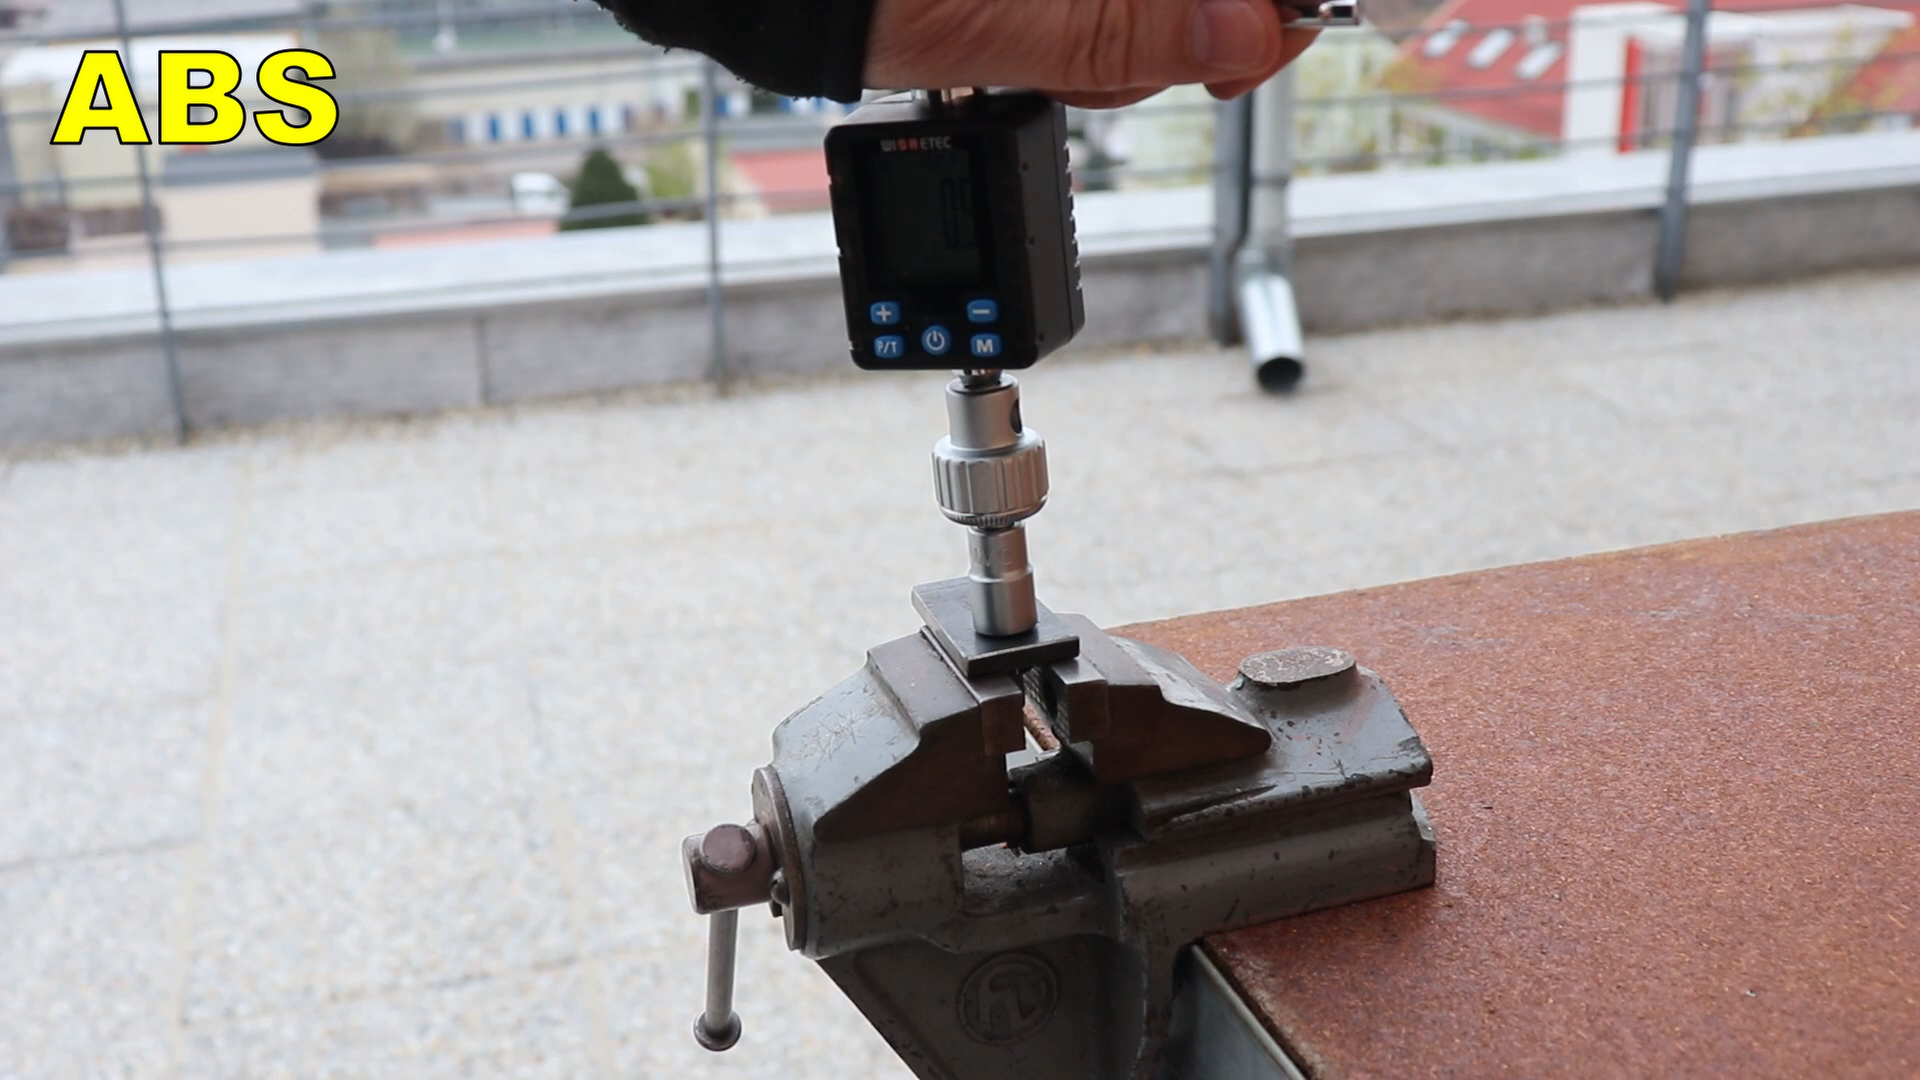 ABS
WISRETEC
+
−
P/T
M